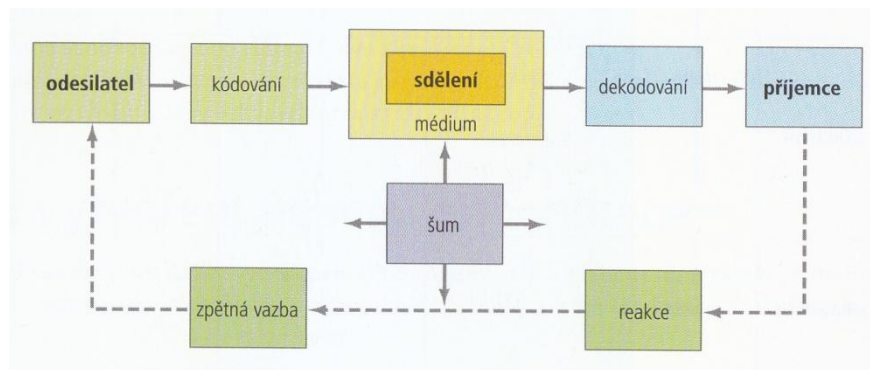 odesilatel
kódování
sdělení
médium
dekódování
příjemce
šum
zpětná vazba
reakce